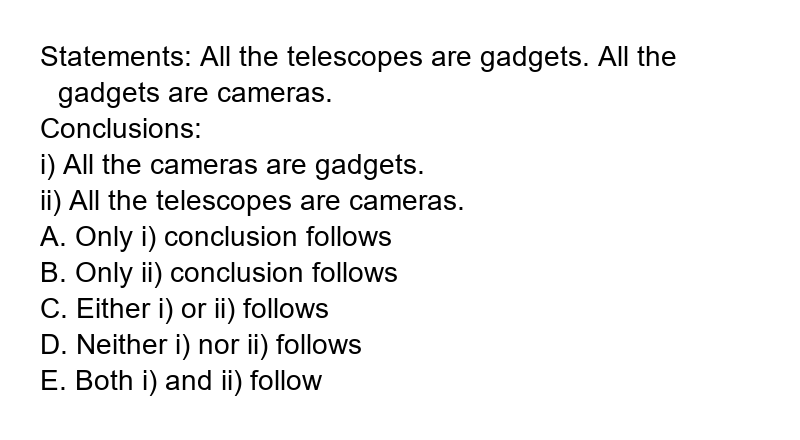 Statements: All the telescopes are gadgets. All the
gadgets are cameras.
Conclusions:
i) All the cameras are gadgets.
ii) All the telescopes are cameras.
A. Only i) conclusion follows
B. Only ii) conclusion follows
C. Either i) or ii) follows
D. Neither i) nor ii) follows
E. Both i) and ii) follow